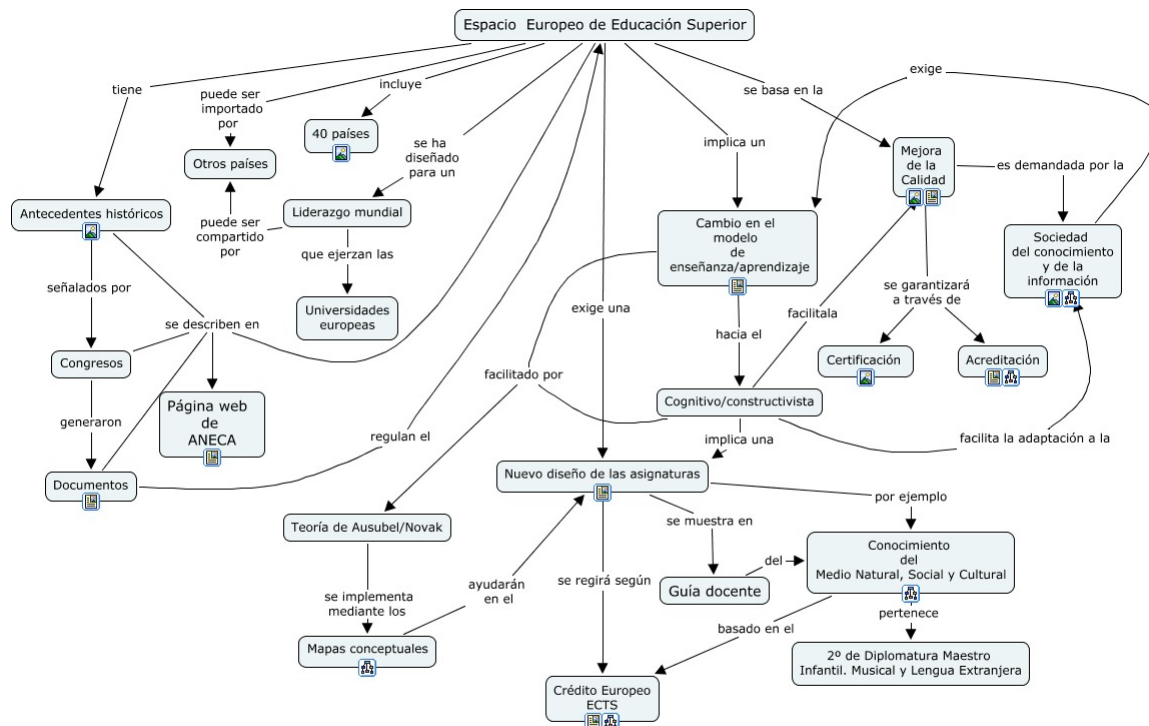 Espacio Europeo de Educación Superior
tiene
puede ser
importado
por
incluye
exige
se basa en la
40 países
se ha
diseñado
para un
implica un
Otros países
Mejora
de la
Calidad
es demandada por la
Antecedentes históricos
puede ser
compartido
por
Liderazgo mundial
Cambio en el
modelo
de
enseñanza/aprendizaje
Sociedad
del conocimiento
y de la
información
que ejerzan las
señalados por
se garantizará
a través de
Universidades
europeas
exige una
facilitala
se describen en
hacia el
Congresos
Certificación
Acreditación
facilitado por
Página web
de
ANECA
Cognitivo/constructivista
generaron
regulan el
implica una
facilita la adaptación a la
Documentos
Nuevo diseño de las asignaturas
por ejemplo
Teoría de Ausubel/Novak
se muestra en
Conocimiento
del
Medio Natural, Social y Cultural
del
ayudarán
en el
se regirá según
Guía docente
se implementa
mediante los
pertenece
basado en el
Mapas conceptuales
2º de Diplomatura Maestro
Infantil. Musical y Lengua Extranjera
Crédito Europeo
ECTS